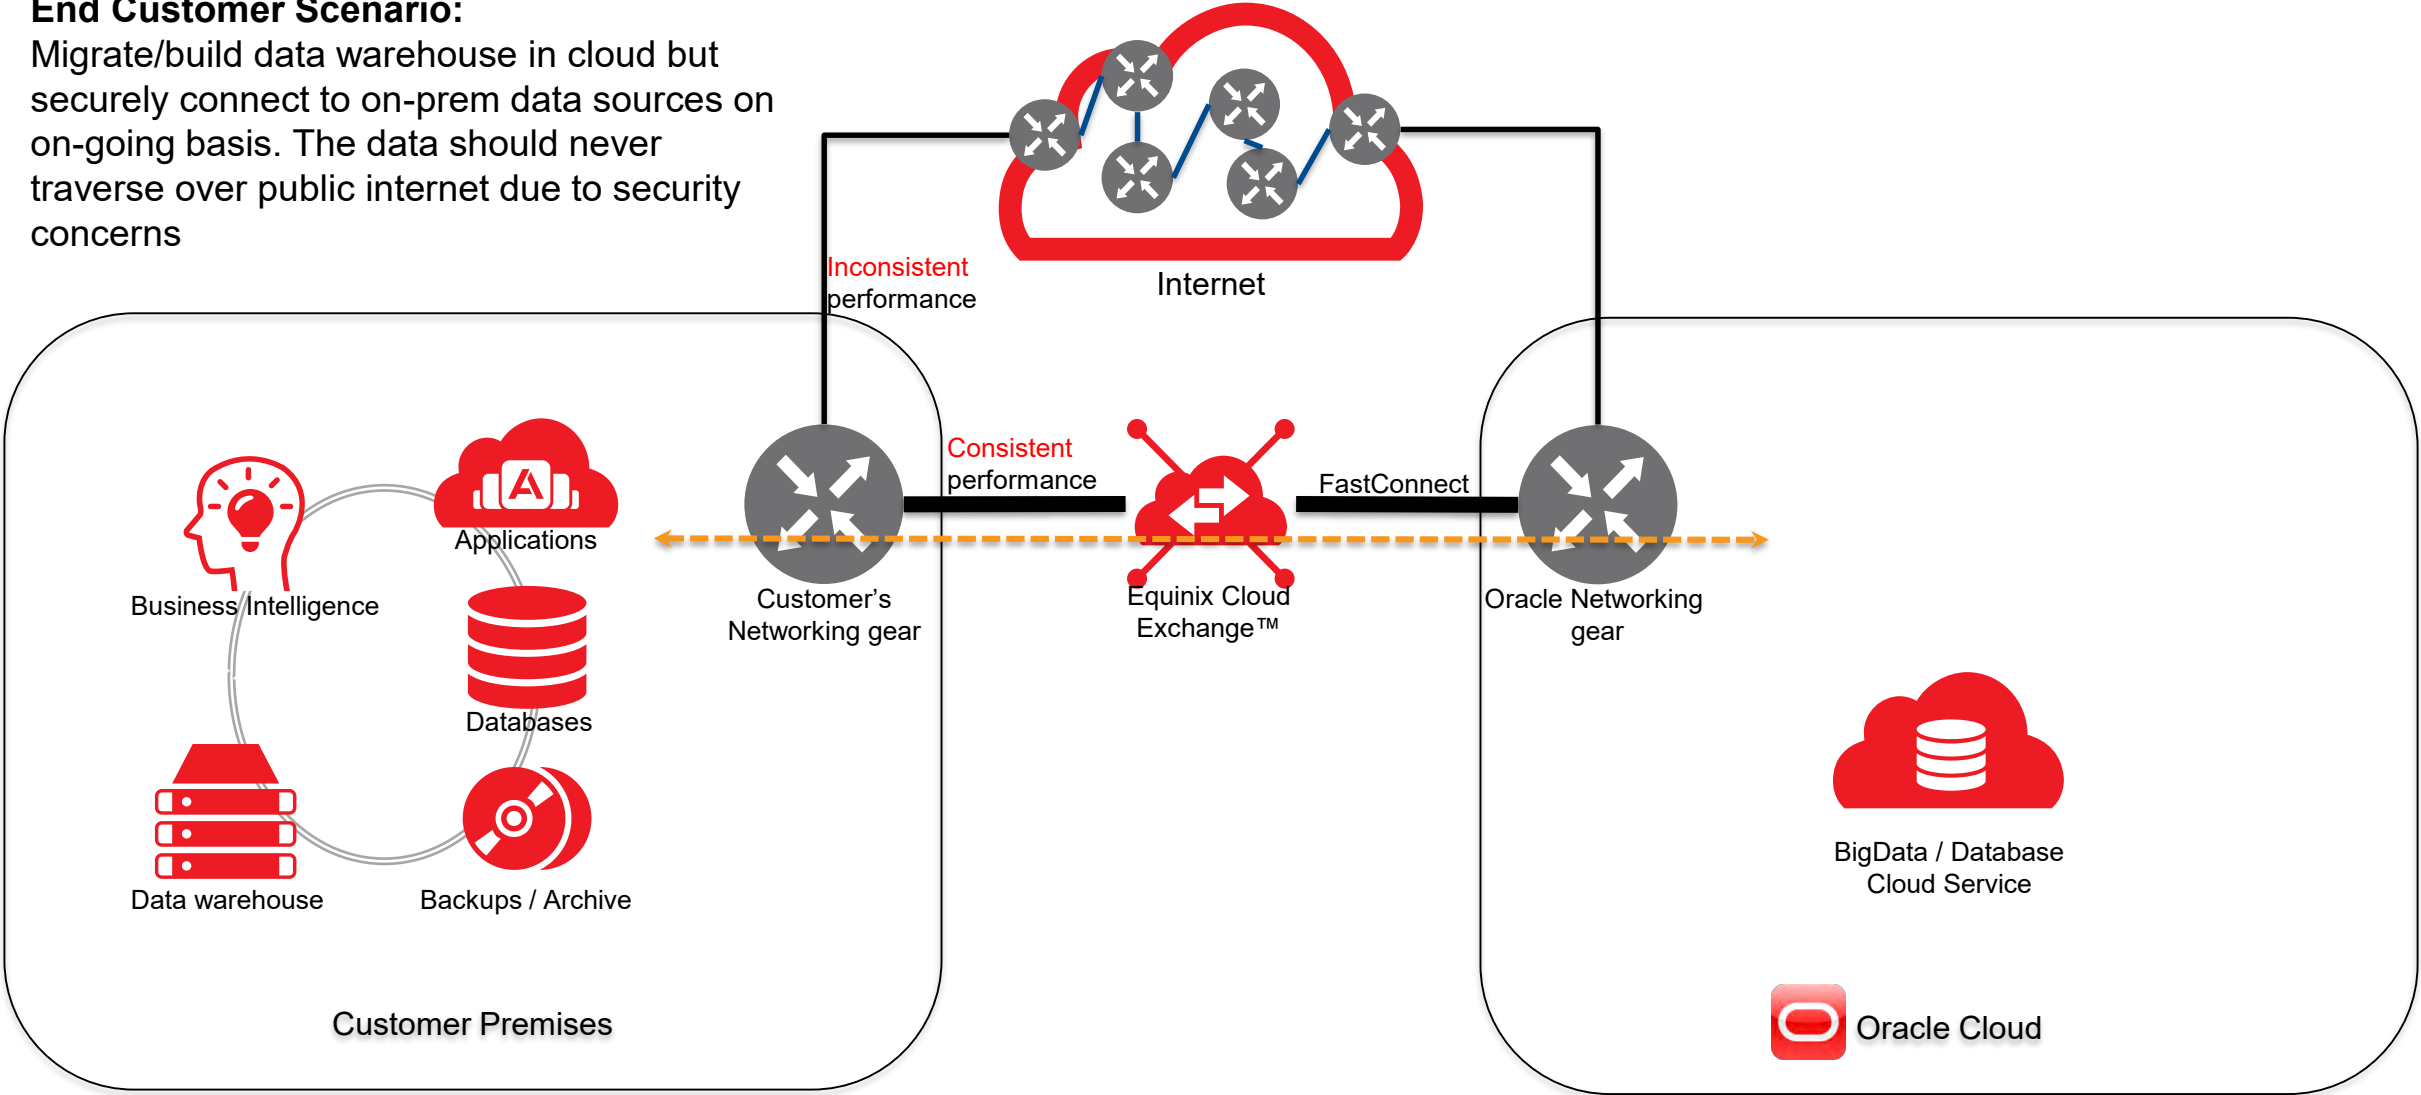 End Customer Scenario:
Migrate/build data warehouse in cloud but
securely connect to on-prem data sources on
on-going basis. The data should never
traverse over public internet due to security
concerns
Inconsistent
performance
Internet
Consistent
performance
FastConnect
Applications
Business Intelligence
Customer’s
Networking gear
Equinix Cloud
Exchange™
Oracle Networking
gear
Databases
Data warehouse
Backups / Archive
BigData / Database
Cloud Service
Customer Premises
Oracle Cloud